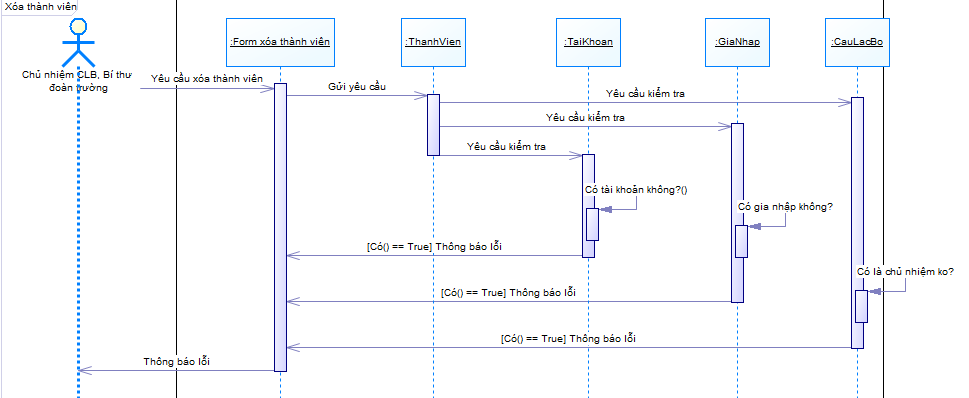 Xóa thành viên
:Form xóa thành viên
:ThanhVien
:TaiKhoan
:GiaNhap
:CauLacBo
Chủ nhiệm CLB, Bí thư
đoàn trường
Yêu cầu xóa thành viên
Gửi yêu cầu
Yêu cầu kiểm tra
Yêu cầu kiểm tra
Yêu cầu kiểm tra
Có tài khoản không?()
Có gia nhập không?
[Có() == True] Thông báo lỗi
Có là chủ nhiệm ko?
[Có() == True] Thông báo lỗi
[Có() == True] Thông báo lỗi
Thông báo lỗi